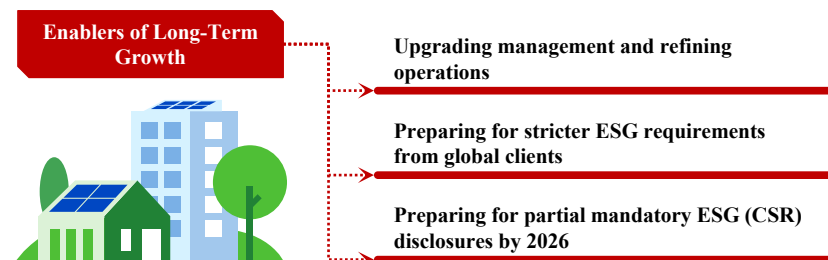 Enablers of Long-Term
Growth
Upgrading management and refining
operations
Preparing for stricter ESG requirements
from global clients
Preparing for partial mandatory ESG (CSR)
disclosures by 2026